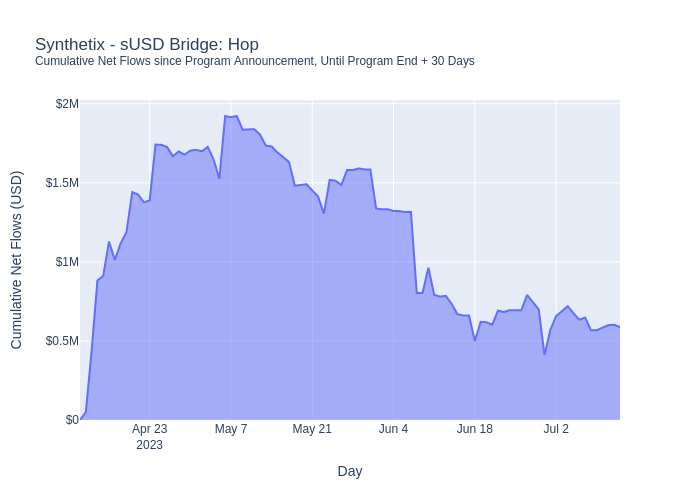 Synthetix - sUSD Bridge: Hop
Cumulative Net Flows since Program Announcement, Until Program End + 30 Days
Cumulative Net Flows (USD)
$2M
$1.5M
$1M
$0.5M
$0
Apr 23
2023
May 7
May 21
Jun 4
Jun 18
Jul 2
Day